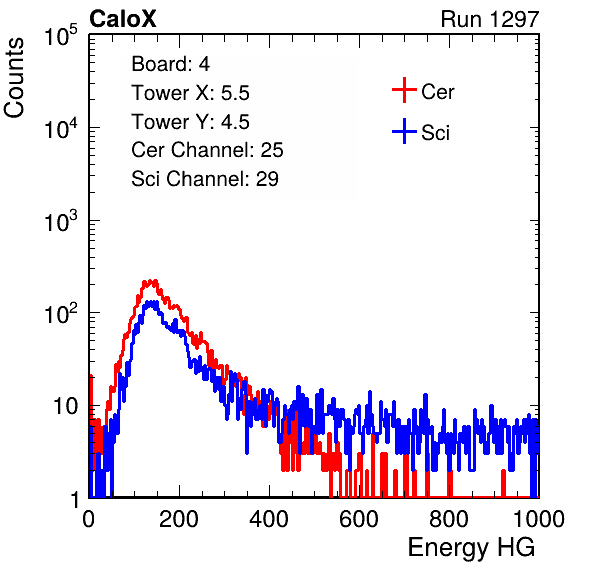 CaloX Run 1297
Counts
Board: 4
Tower X: 5.5
Tower Y: 4.5
Cer Channel: 25
Sci Channel: 29
Cer
Sci
10^5
10^4
10^3
10^2
10
1
0 200 400 600 800 1000
Energy HG